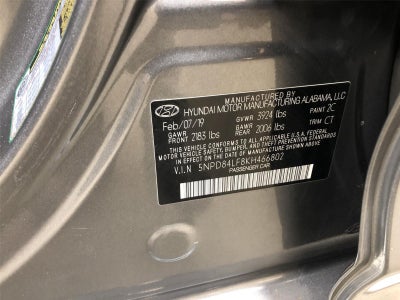 MANUFACTURED BY
HYUNDAI MOTOR MANUFACTURING ALABAMA, LLC
Feb/07/19 GVWR 3924 lbs PAINT 2C
GAWR FRONT 2183 lbs GAWR REAR 2006 lbs TRIM CT
THIS VEHICLE CONFORMS TO ALL APPLICABLE U.S. FEDERAL
MOTOR VEHICLE SAFETY, BUMPER, AND THEFT PREVENTION
STANDARDS IN EFFECT ON THE DATE OF MANUFACTURE SHOWN ABOVE.
V.I.N 5NPD84LF8KH466802
PASSENGER CAR